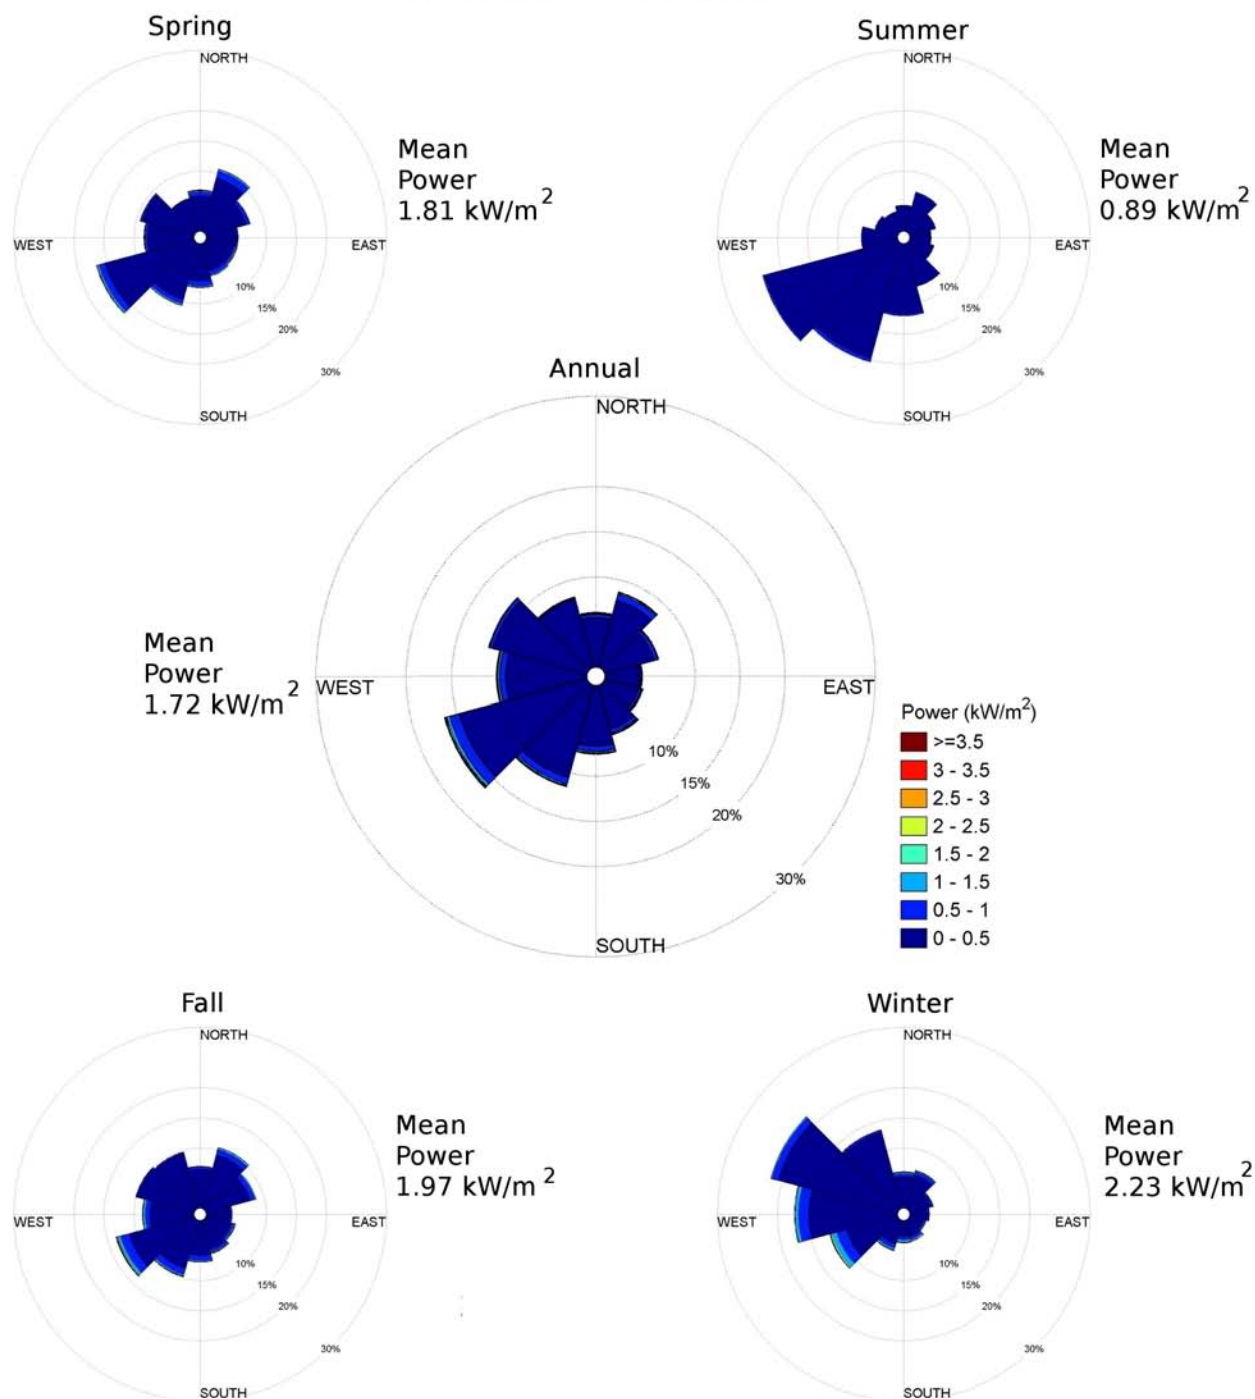 Spring
NORTH
WEST
EAST
SOUTH
10%
15%
20%
30%
Mean
Power
1.81 kW/m²
Summer
NORTH
WEST
EAST
SOUTH
10%
15%
20%
30%
Mean
Power
0.89 kW/m²
Annual
NORTH
WEST
EAST
SOUTH
10%
15%
20%
30%
Mean
Power
1.72 kW/m²
Power (kW/m²)
>=3.5
3 - 3.5
2.5 - 3
2 - 2.5
1.5 - 2
1 - 1.5
0.5 - 1
0 - 0.5
Fall
NORTH
WEST
EAST
SOUTH
10%
15%
20%
30%
Mean
Power
1.97 kW/m²
Winter
NORTH
WEST
EAST
SOUTH
10%
15%
20%
30%
Mean
Power
2.23 kW/m²